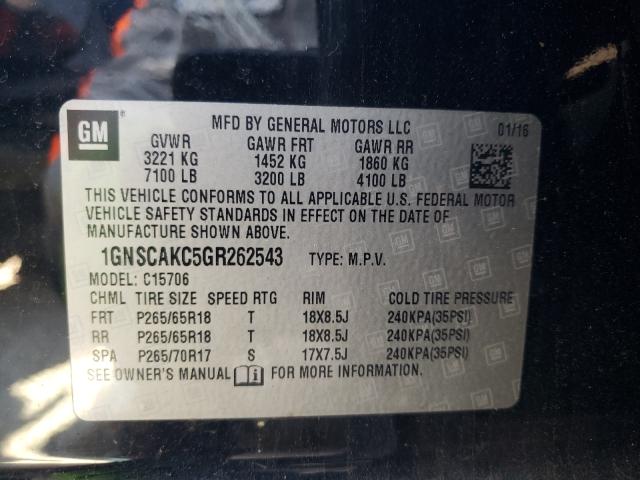 GM ®
MFD BY GENERAL MOTORS LLC 01/16
GVWR GAWR FRT GAWR RR
3221 KG 1452 KG 1860 KG
7100 LB 3200 LB 4100 LB
THIS VEHICLE CONFORMS TO ALL APPLICABLE U.S. FEDERAL MOTOR
VEHICLE SAFETY STANDARDS IN EFFECT ON THE DATE OF
MANUFACTURE SHOWN ABOVE.
1GNSCAKC5GR262543 TYPE: M.P.V.
MODEL: C15706
CHML TIRE SIZE SPEED RTG RIM COLD TIRE PRESSURE
FRT P265/65R18 T 18X8.5J 240KPA(35PSI)
RR P265/65R18 T 18X8.5J 240KPA(35PSI)
SPA P265/70R17 S 17X7.5J 240KPA(35PSI)
SEE OWNER'S MANUAL FOR MORE INFORMATION.